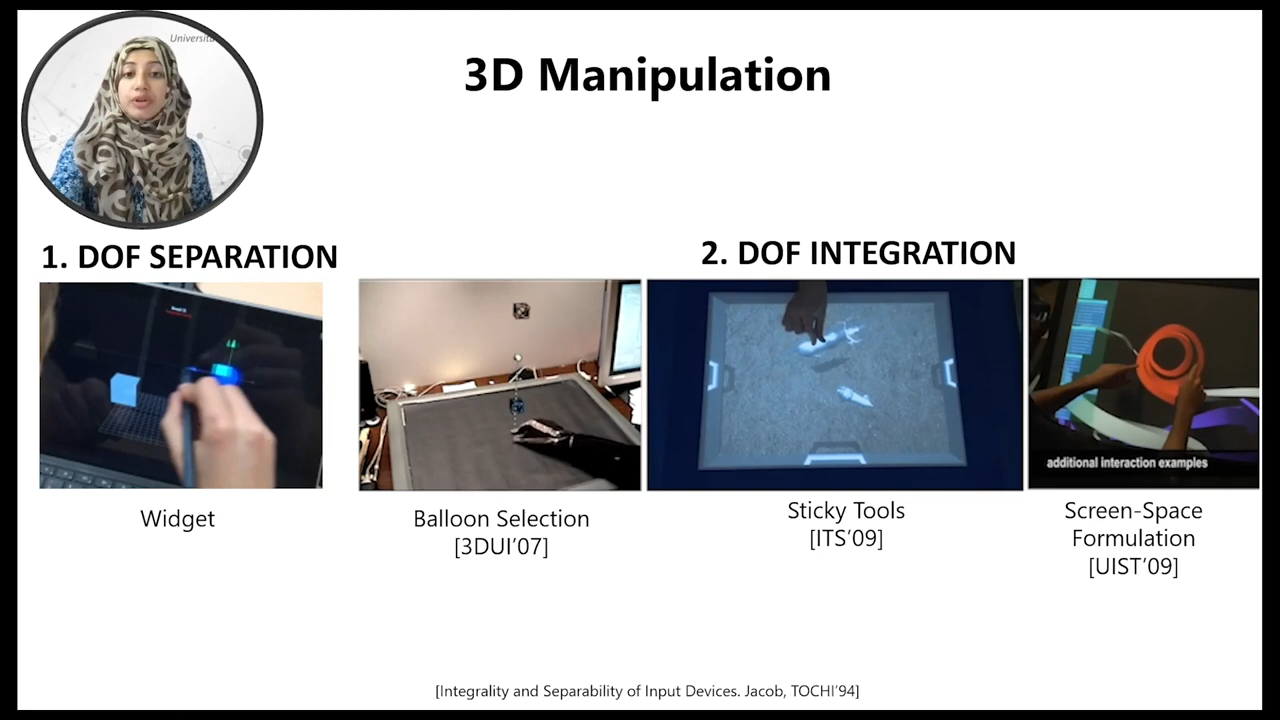 3D Manipulation
1. DOF SEPARATION
2. DOF INTEGRATION
additional interaction examples
Widget
Balloon Selection
[3DUI’07]
Sticky Tools
[ITS’09]
Screen-Space
Formulation
[UIST’09]
[Integrality and Separability of Input Devices. Jacob, TOCHI’94]